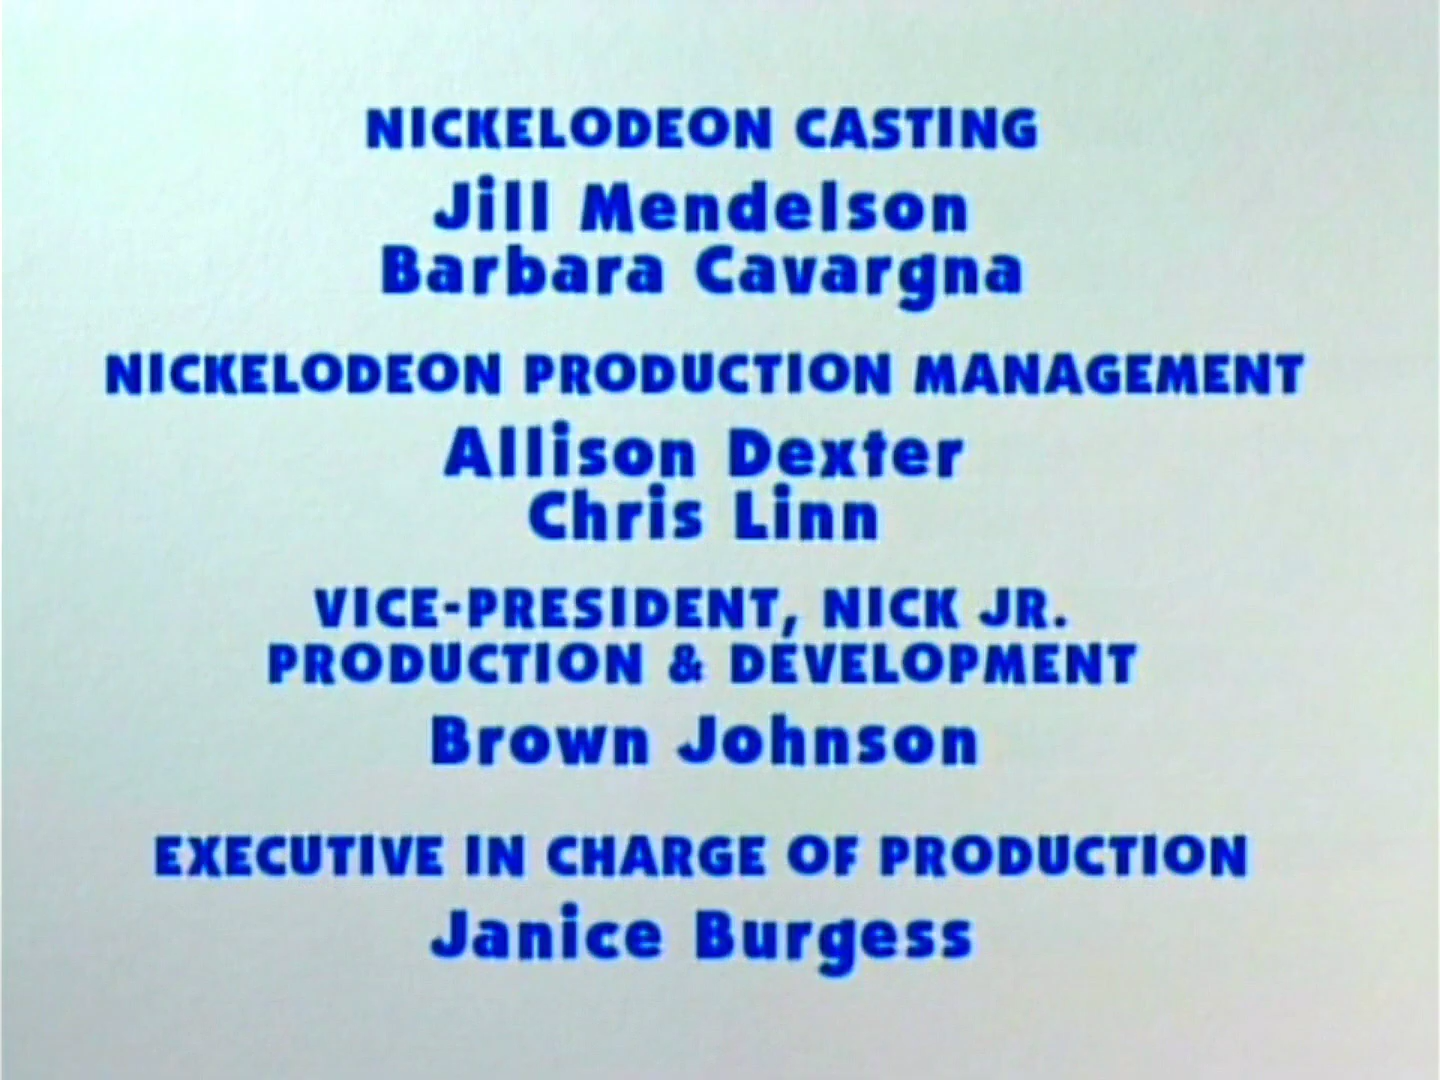 NICKELODEON CASTING
Jill Mendelson
Barbara Cavargna
NICKELODEON PRODUCTION MANAGEMENT
Allison Dexter
Chris Linn
VICE-PRESIDENT, NICK JR.
PRODUCTION & DEVELOPMENT
Brown Johnson
EXECUTIVE IN CHARGE OF PRODUCTION
Janice Burgess